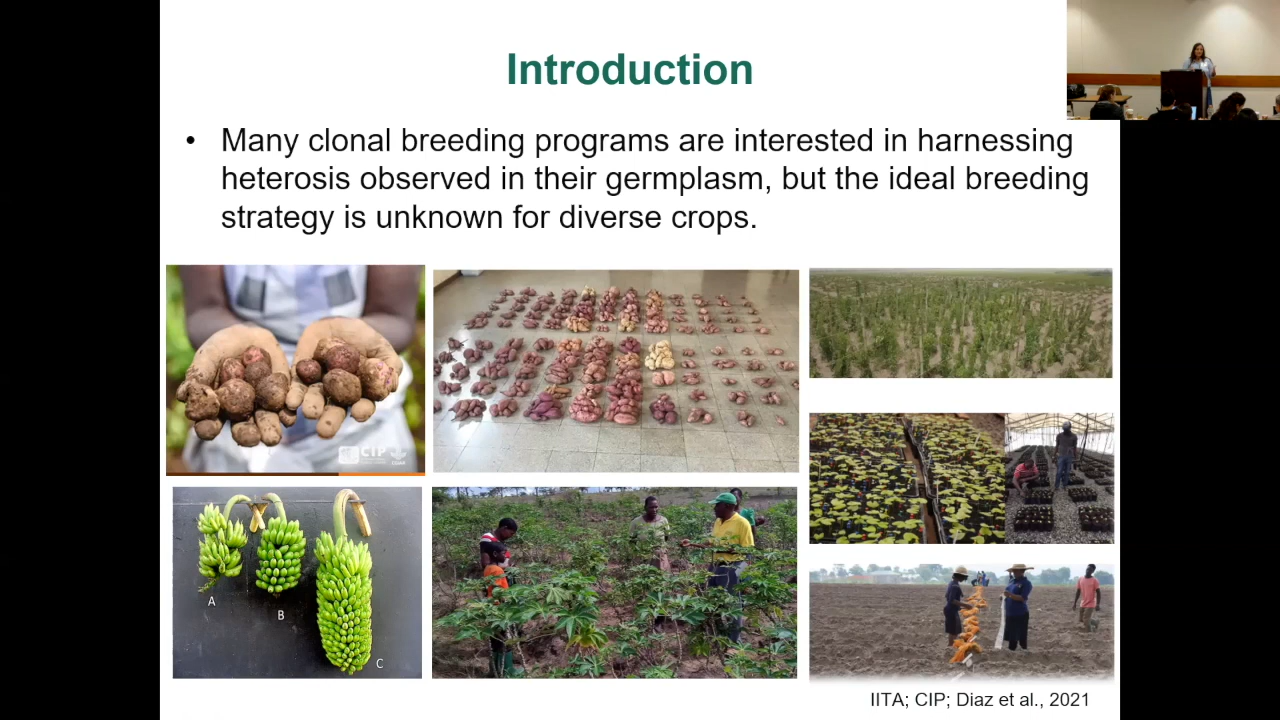 Introduction
• Many clonal breeding programs are interested in harnessing
heterosis observed in their germplasm, but the ideal breeding
strategy is unknown for diverse crops.
CIP
A
B
C
IITA; CIP; Diaz et al., 2021